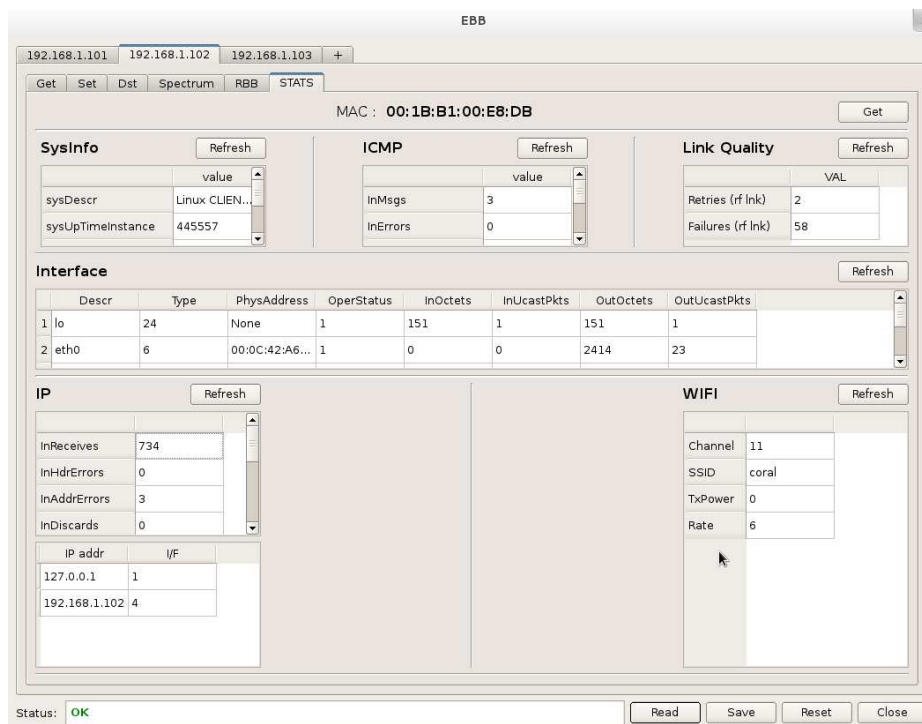 EBB
192.168.1.101 192.168.1.102 192.168.1.103 +
Get Set Dst Spectrum RBB STATS
MAC : 00:1B:B1:00:E8:DB Get
SysInfo Refresh ICMP Refresh Link Quality Refresh
value value VAL
sysDescr Linux CLIEN... InMsgs 3 Retries (rf lnk) 2
sysUpTimeInstance 445557 InErrors 0 Failures (rf lnk) 58
Interface Refresh
Descr Type PhysAddress OperStatus InOctets InUcastPkts OutOctets OutUcastPkts
1 lo 24 None 1 151 1 151 1
2 eth0 6 00:0C:42:A6... 1 0 0 2414 23
IP Refresh WIFI Refresh
InReceives 734 Channel 11
InHdrErrors 0 SSID coral
InAddrErrors 3 TxPower 0
InDiscards 0 Rate 6
IP addr I/F
127.0.0.1 1
192.168.1.102 4
Status: OK Read Save Reset Close